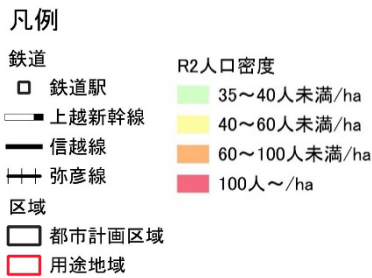 凡例
鉄道
鉄道駅
上越新幹線
信越線
弥彦線
区域
都市計画区域
用途地域
R2人口密度
35～40人未満/ha
40～60人未満/ha
60～100人未満/ha
100人～/ha